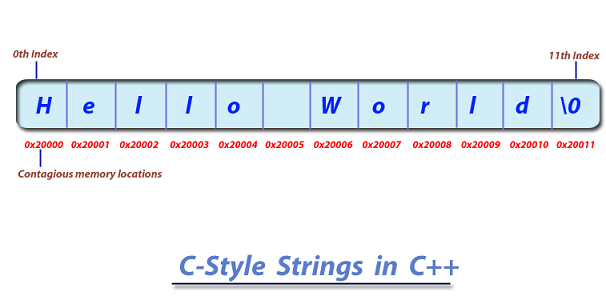 0th Index 11th Index
H e l l o W o r l d \0
0x20000 0x20001 0x20002 0x20003 0x20004 0x20005 0x20006 0x20007 0x20008 0x20009 0x20010 0x20011
Contagious memory locations
C-Style Strings in C++